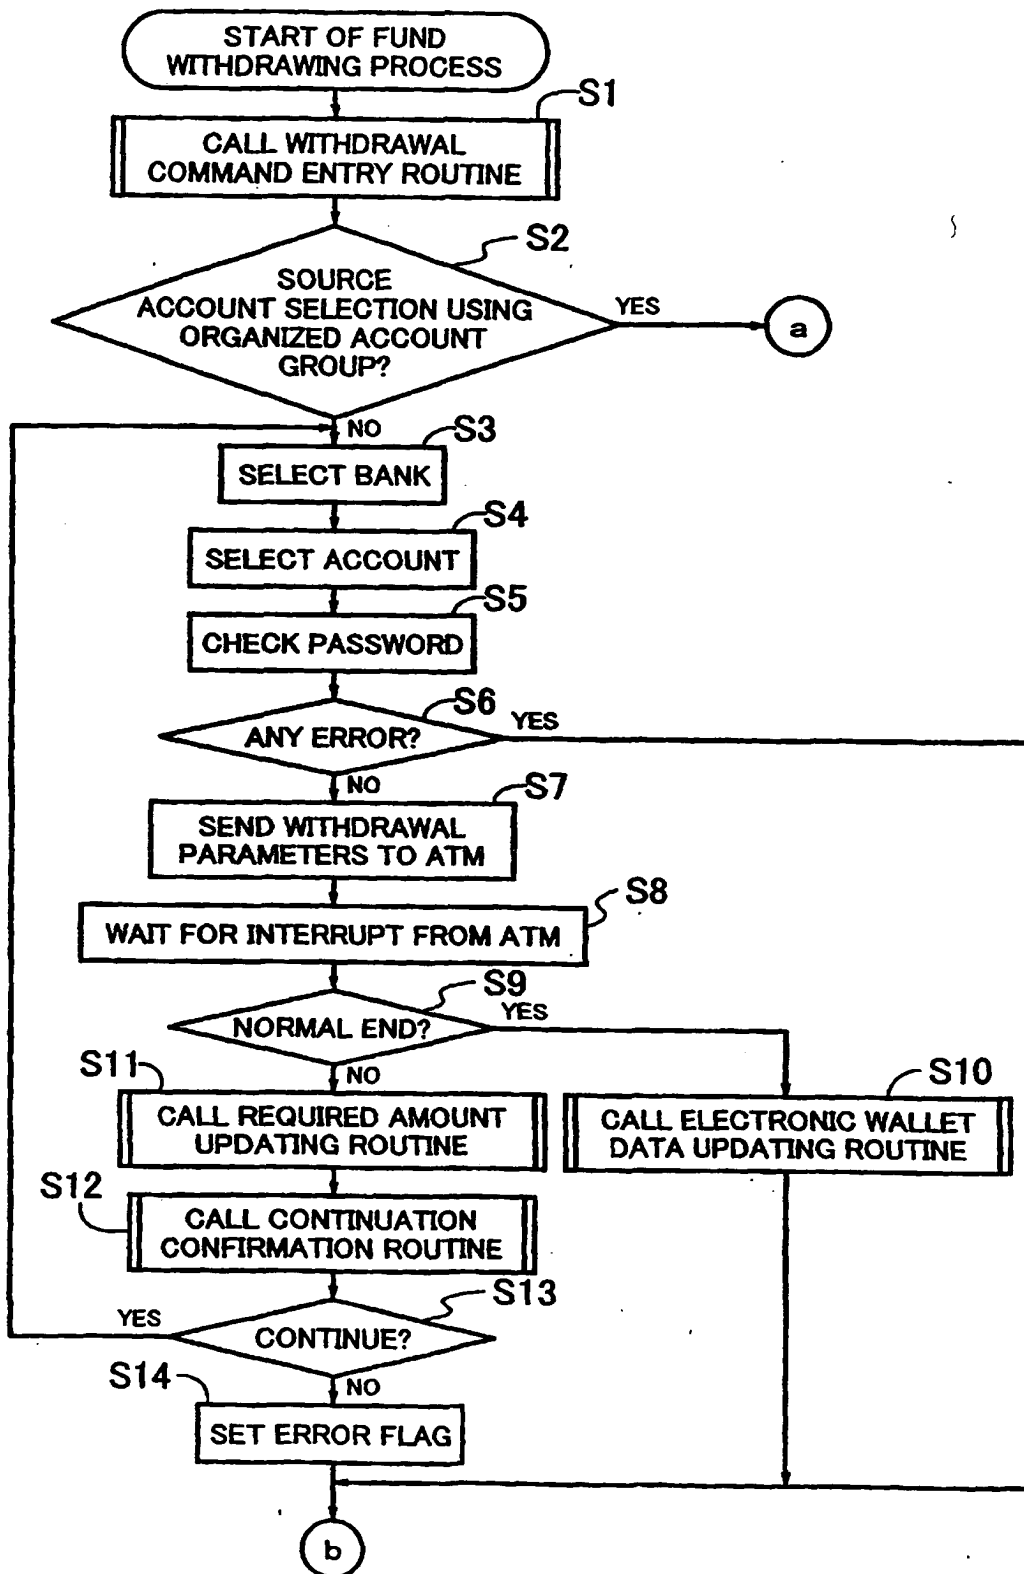 START OF FUND
WITHDRAWING PROCESS
S1
CALL WITHDRAWAL
COMMAND ENTRY ROUTINE
S2
SOURCE
ACCOUNT SELECTION USING
ORGANIZED ACCOUNT
GROUP?
YES
a
NO
S3
SELECT BANK
S4
SELECT ACCOUNT
S5
CHECK PASSWORD
S6
ANY ERROR?
YES
NO
S7
SEND WITHDRAWAL
PARAMETERS TO ATM
S8
WAIT FOR INTERRUPT FROM ATM
S9
NORMAL END?
YES
NO
S11
CALL REQUIRED AMOUNT
UPDATING ROUTINE
S10
CALL ELECTRONIC WALLET
DATA UPDATING ROUTINE
S12
CALL CONTINUATION
CONFIRMATION ROUTINE
S13
CONTINUE?
YES
NO
S14
SET ERROR FLAG
b